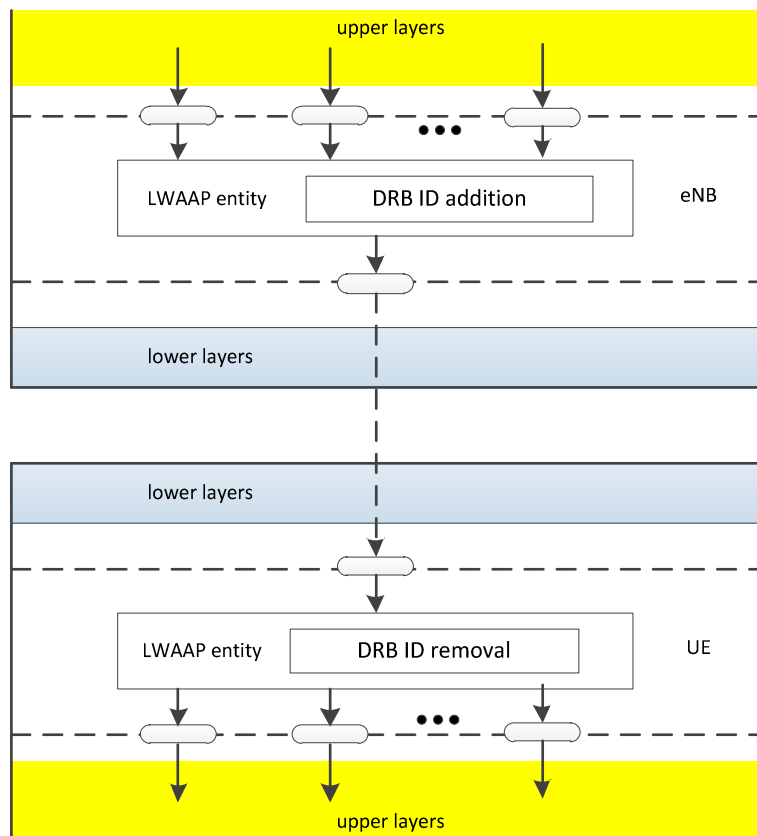 upper layers
LWAAP entity
DRB ID addition
eNB
lower layers
lower layers
LWAAP entity
DRB ID removal
UE
upper layers